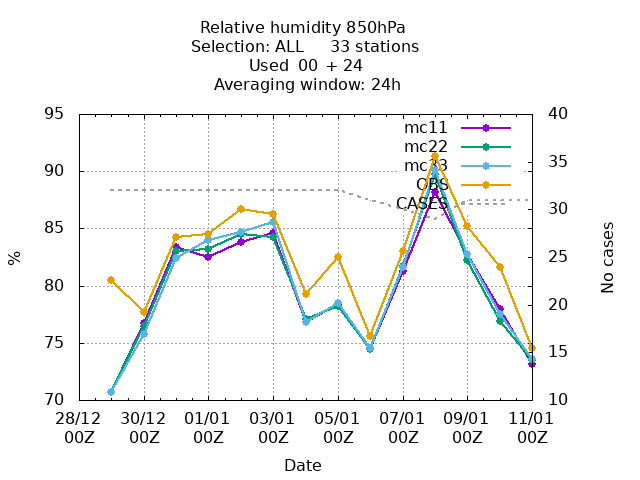 Relative humidity 850hPa
Selection: ALL 33 stations
Used 00 + 24
Averaging window: 24h
95 40
mc11
mc22
mc33
OBS
CASES
90 35
85 30
80 25
75 20
70 15
10
%
No cases
28/12 30/12 01/01 03/01 05/01 07/01 09/01 11/01
00Z 00Z 00Z 00Z 00Z 00Z 00Z 00Z
Date